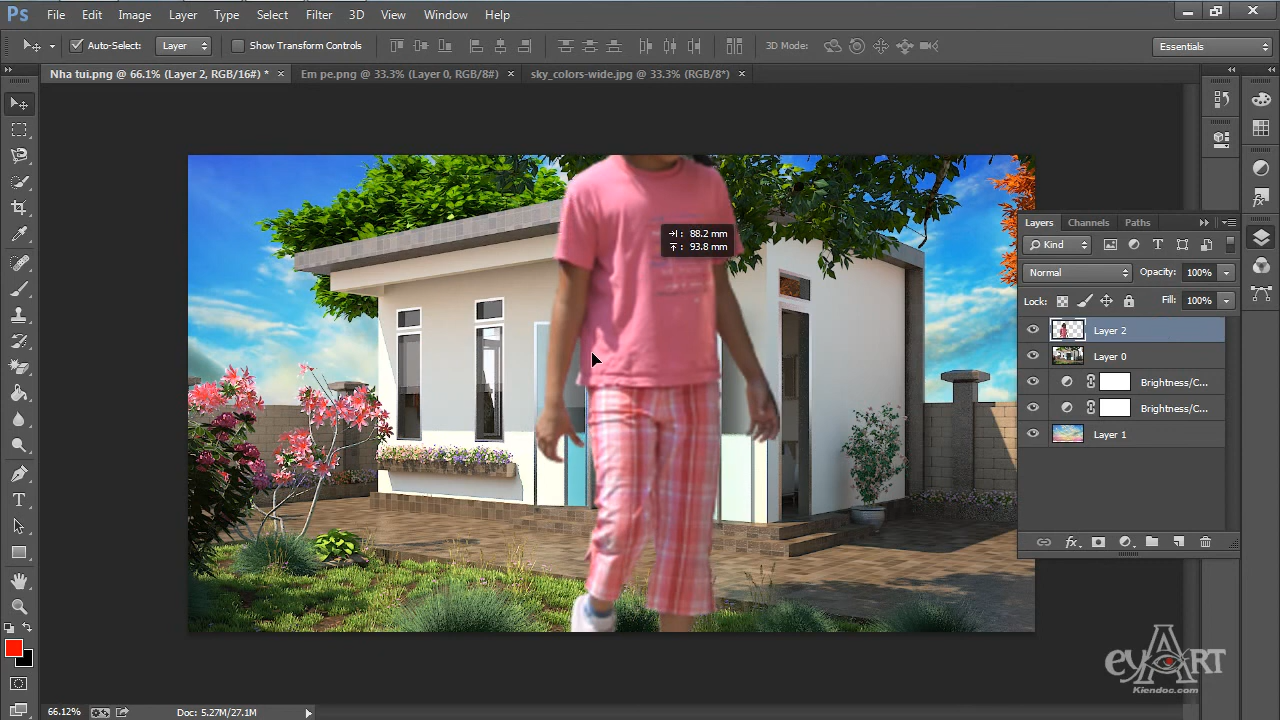 Ps File Edit Image Layer Type Select Filter 3D View Window Help
Auto-Select: Layer Show Transform Controls 3D Mode: Essentials
Nha tui.png @ 66.1% (Layer 2, RGB/16#) * × Em pe.png @ 33.3% (Layer 0, RGB/8#) × sky_colors-wide.jpg @ 33.3% (RGB/8*) ×
88.2 mm
93.8 mm
Layers Channels Paths
Kind
Normal Opacity: 100%
Lock: Fill: 100%
Layer 2
Layer 0
Brightness/C...
Brightness/C...
Layer 1
fx
eyART
Kiendoc.com
66.12% Doc: 5.27M/27.1M